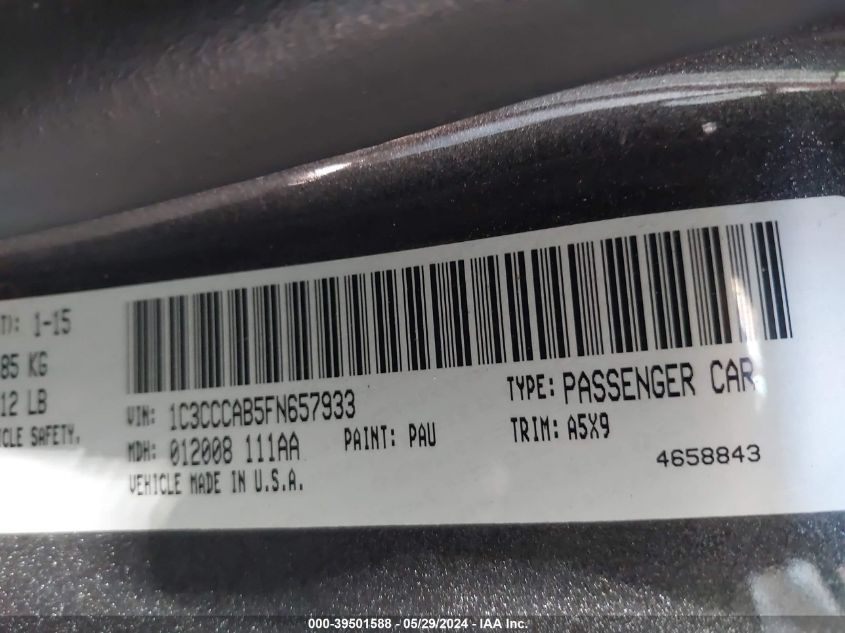 T): 1-15
85 KG
12 LB
CLE SAFETY,
VIN: 1C3CCCAB5FN657933
TYPE: PASSENGER CAR
MDH: 012008 111AA
PAINT: PAU
TRIM: A5X9
VEHICLE MADE IN U.S.A.
4658843
000-39501588 - 05/29/2024 - IAA Inc.